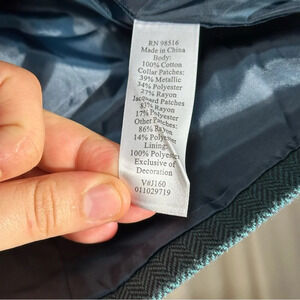 RN 98516
Made in China
Body:
100% Cotton
Collar Patches:
39% Metallic
34% Polyester
27% Rayon
Jacquard Patches:
83% Rayon
17% Polyester
Other Patches:
86% Rayon
14% Polyester
Lining:
100% Polyester
Exclusive of
Decoration
V#J160
011029719